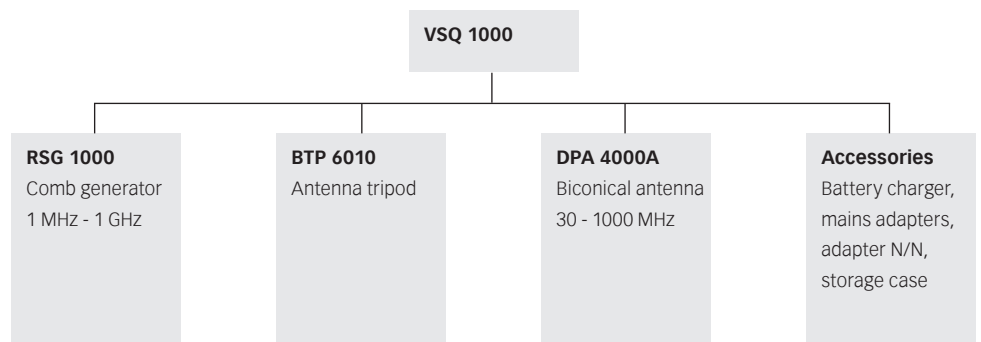 VSQ 1000
RSG 1000
Comb generator
1 MHz - 1 GHz
BTP 6010
Antenna tripod
DPA 4000A
Biconical antenna
30 - 1000 MHz
Accessories
Battery charger,
mains adapters,
adapter N/N,
storage case